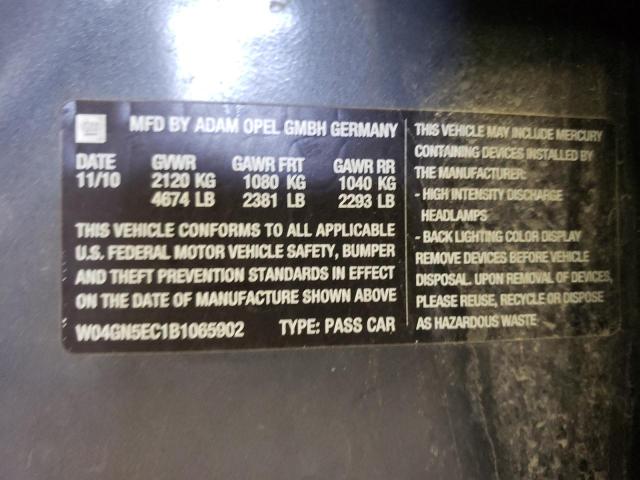 GM
MFD BY ADAM OPEL GMBH GERMANY
DATE GVWR GAWR FRT GAWR RR
11/10 2120 KG 1080 KG 1040 KG
4674 LB 2381 LB 2293 LB
THIS VEHICLE CONFORMS TO ALL APPLICABLE
U.S. FEDERAL MOTOR VEHICLE SAFETY, BUMPER
AND THEFT PREVENTION STANDARDS IN EFFECT
ON THE DATE OF MANUFACTURE SHOWN ABOVE
W04GN5EC1B1065902 TYPE: PASS CAR
THIS VEHICLE MAY INCLUDE MERCURY
CONTAINING DEVICES INSTALLED BY
THE MANUFACTURER:
- HIGH INTENSITY DISCHARGE
HEADLAMPS
- BACK LIGHTING COLOR DISPLAY
REMOVE DEVICES BEFORE VEHICLE
DISPOSAL. UPON REMOVAL OF DEVICES,
PLEASE REUSE, RECYCLE OR DISPOSE
AS HAZARDOUS WASTE